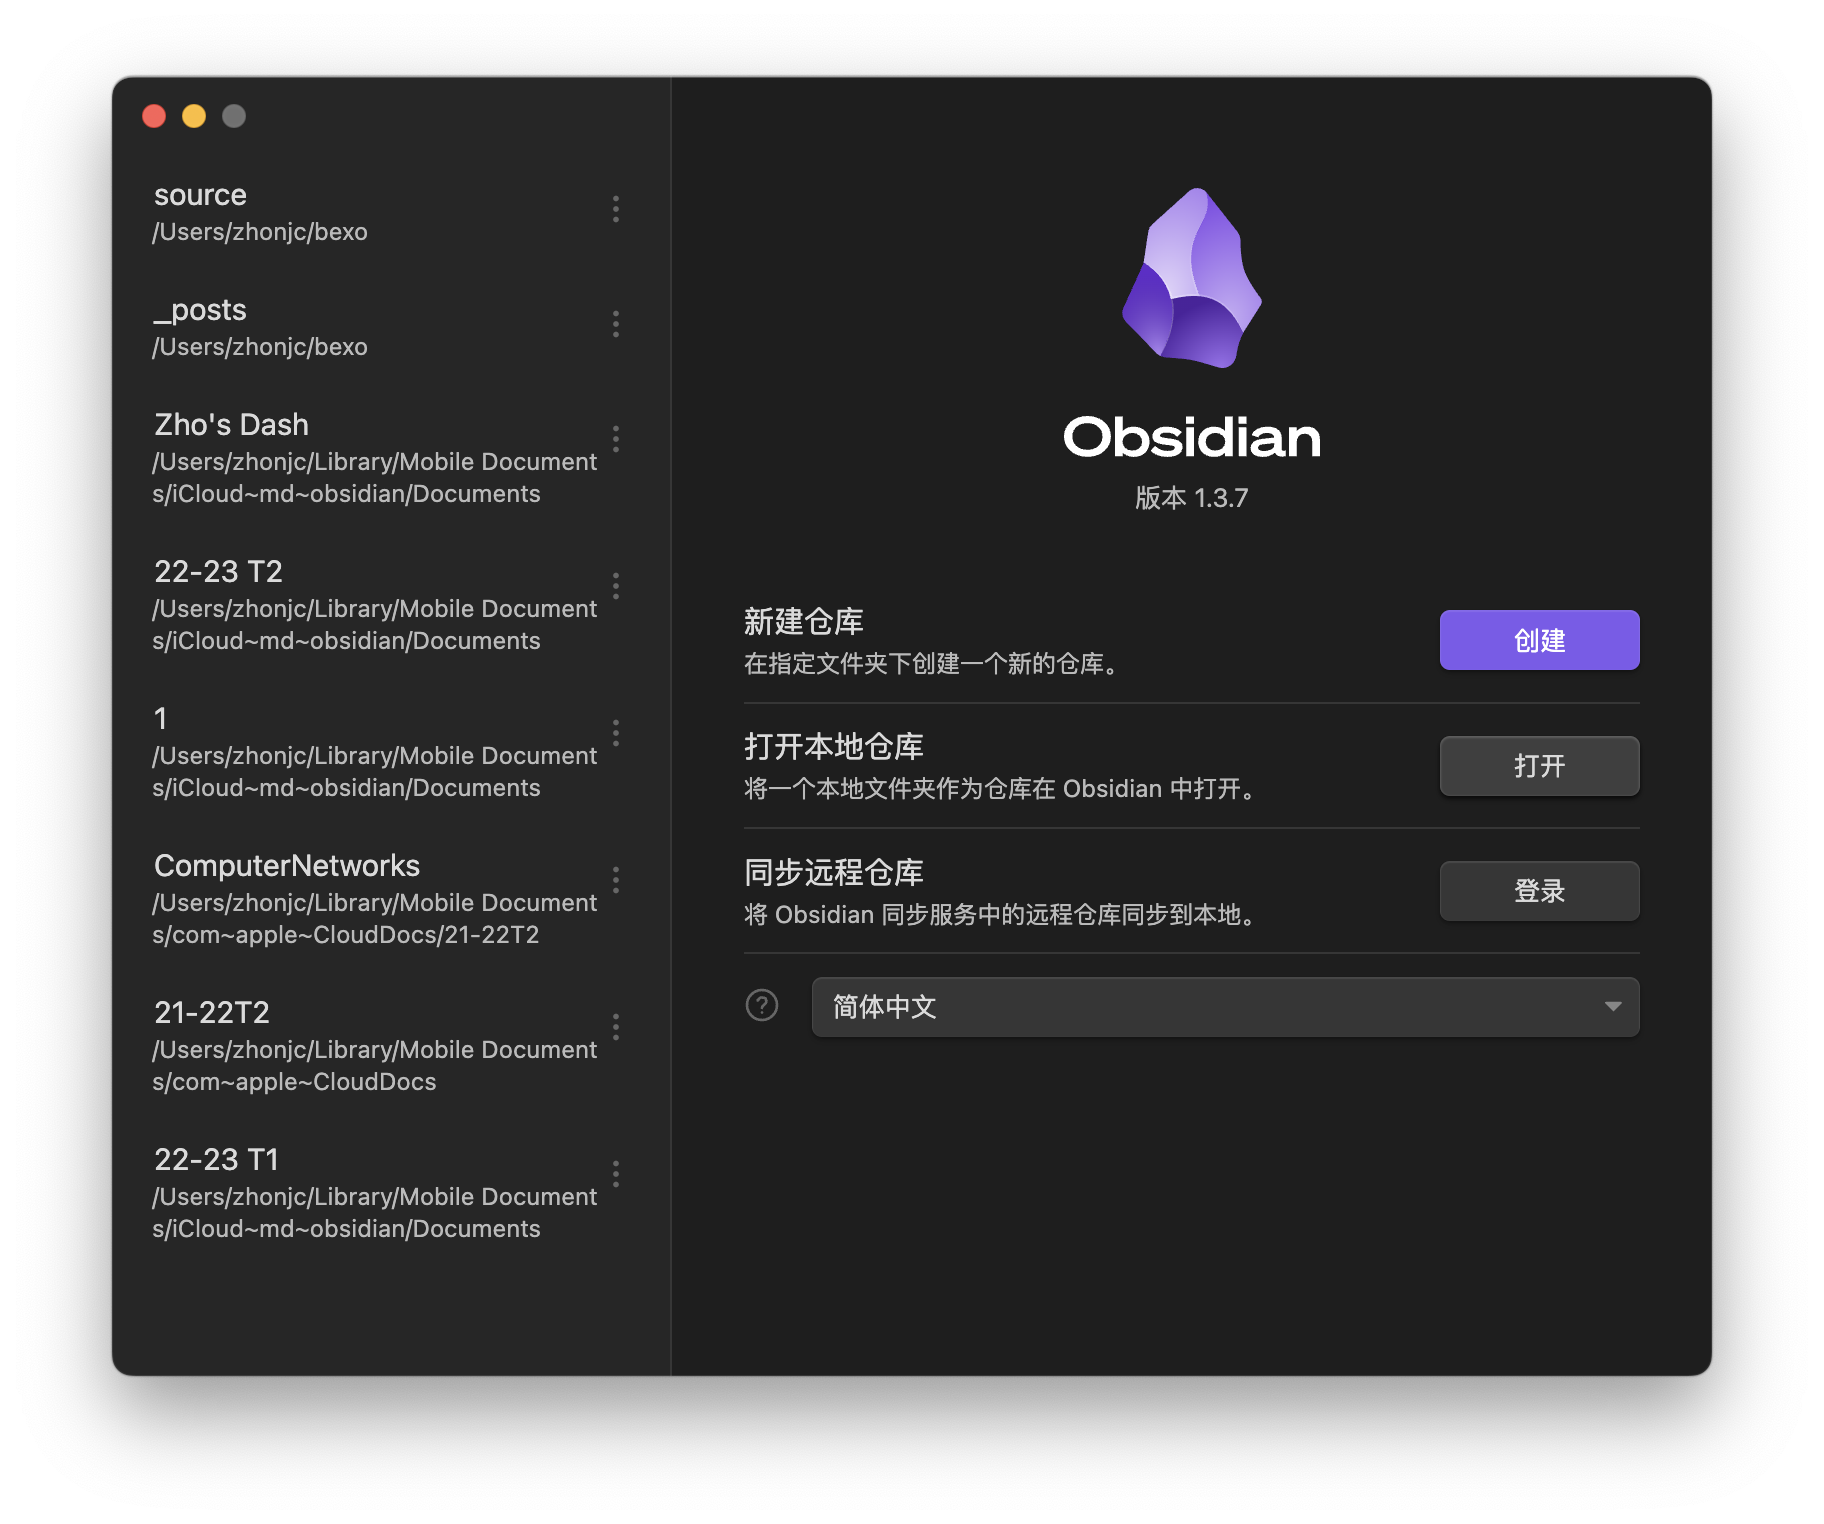 source
/Users/zhonjc/bexo
_posts
/Users/zhonjc/bexo
Zho's Dash
/Users/zhonjc/Library/Mobile Document
s/iCloud~md~obsidian/Documents
22-23 T2
/Users/zhonjc/Library/Mobile Document
s/iCloud~md~obsidian/Documents
1
/Users/zhonjc/Library/Mobile Document
s/iCloud~md~obsidian/Documents
ComputerNetworks
/Users/zhonjc/Library/Mobile Document
s/com~apple~CloudDocs/21-22T2
21-22T2
/Users/zhonjc/Library/Mobile Document
s/com~apple~CloudDocs
22-23 T1
/Users/zhonjc/Library/Mobile Document
s/iCloud~md~obsidian/Documents
Obsidian
版本 1.3.7
新建仓库
在指定文件夹下创建一个新的仓库。
创建
打开本地仓库
将一个本地文件夹作为仓库在 Obsidian 中打开。
打开
同步远程仓库
将 Obsidian 同步服务中的远程仓库同步到本地。
登录
?
简体中文